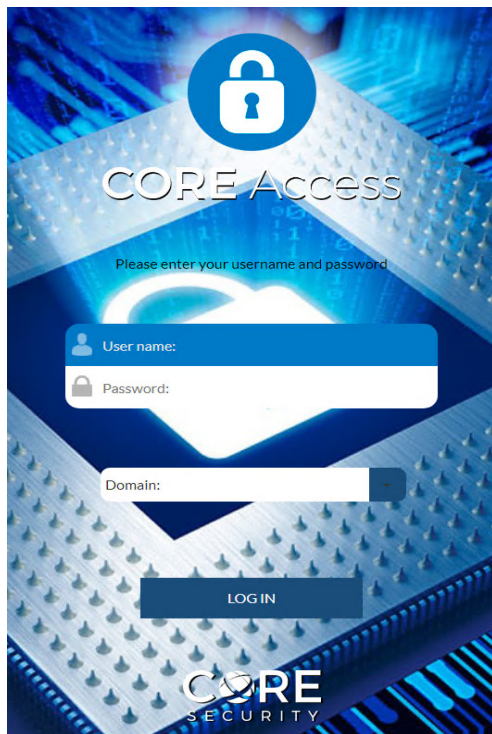 CORE Access
Please enter your username and password
User name:
Password:
Domain:
LOG IN
CORE
SECURITY